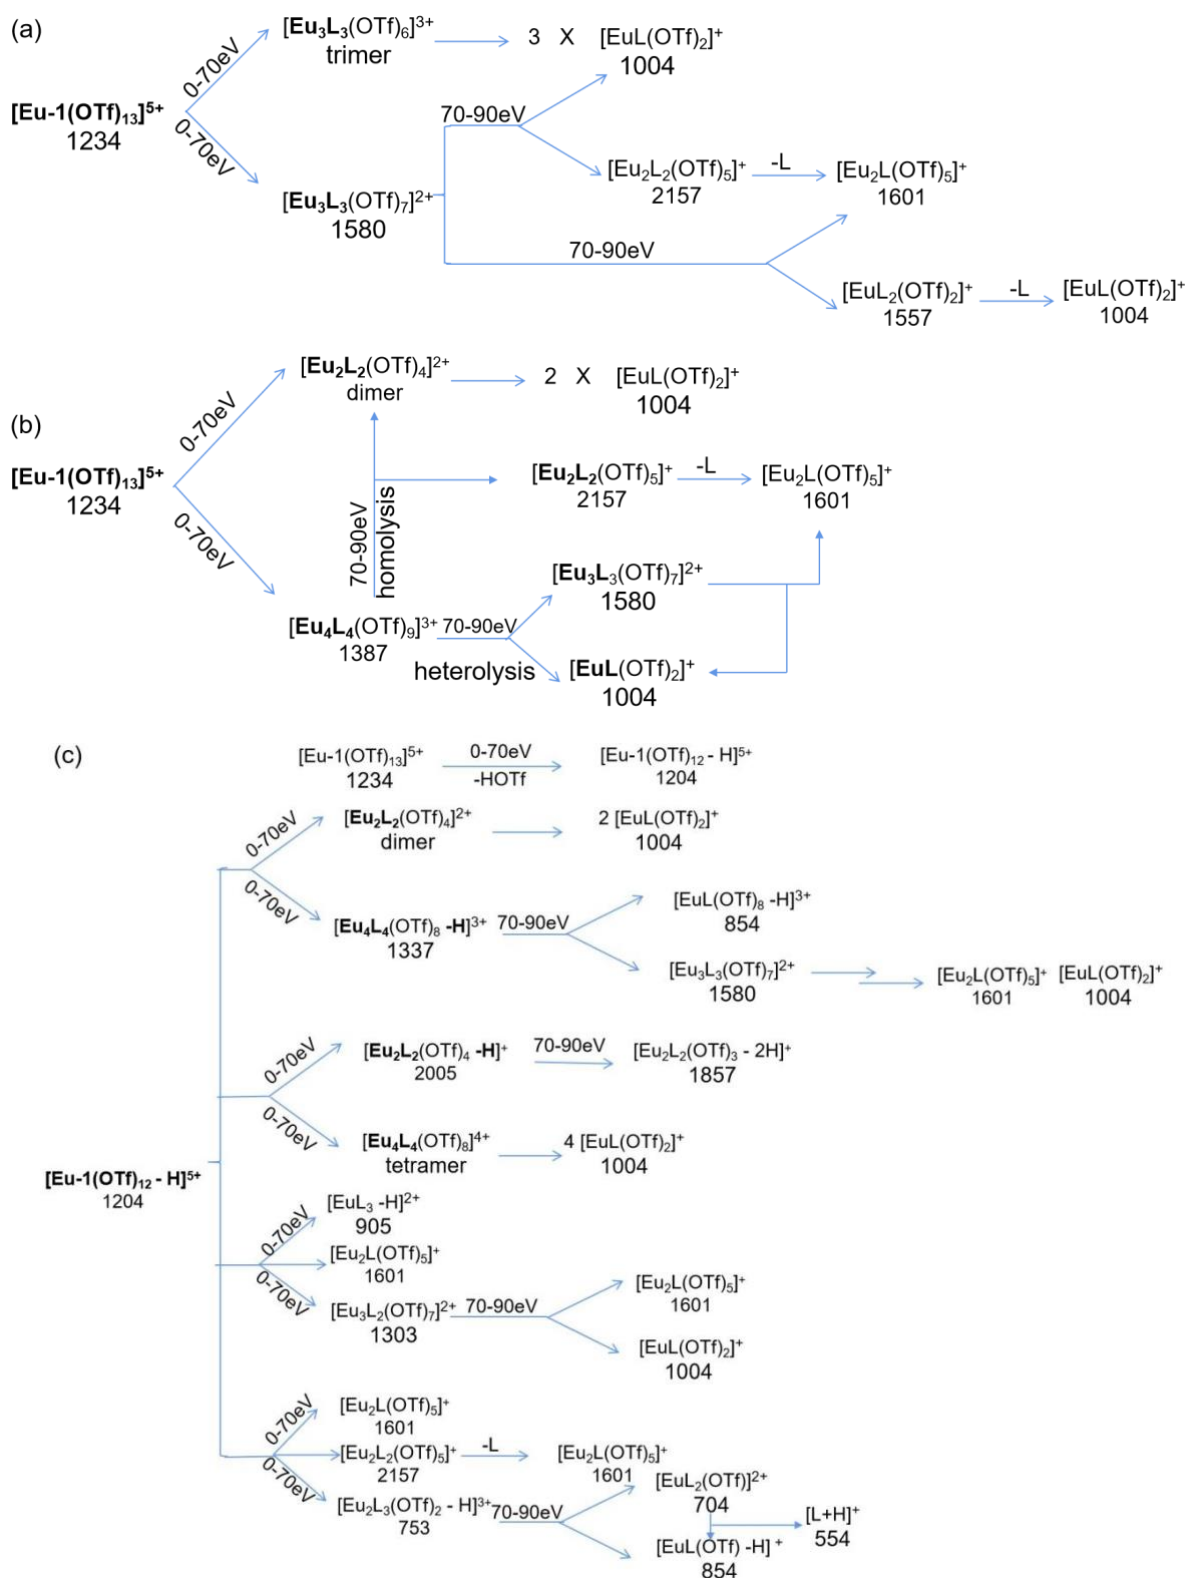 (a)
[Eu₃L₃(OTf)₆]³⁺
trimer
3 X [EuL(OTf)₂]⁺
1004
0-70eV
[Eu-1(OTf)₁₃]⁵⁺
1234
0-70eV
70-90eV
[Eu₂L₂(OTf)₅]⁺
2157
-L
[Eu₂L(OTf)₅]⁺
1601
[Eu₃L₃(OTf)₇]²⁺
1580
70-90eV
[EuL₂(OTf)₂]⁺
1557
-L
[EuL(OTf)₂]⁺
1004
(b)
[Eu₂L₂(OTf)₄]²⁺
dimer
2 X [EuL(OTf)₂]⁺
1004
0-70eV
[Eu-1(OTf)₁₃]⁵⁺
1234
0-70eV
70-90eV
homolysis
[Eu₂L₂(OTf)₅]⁺
2157
-L
[Eu₂L(OTf)₅]⁺
1601
[Eu₃L₃(OTf)₇]²⁺
1580
[Eu₄L₄(OTf)₉]³⁺
1387
70-90eV
heterolysis
[EuL(OTf)₂]⁺
1004
(c)
[Eu-1(OTf)₁₃]⁵⁺
1234
0-70eV
-HOTf
[Eu-1(OTf)₁₂ - H]⁵⁺
1204
0-70eV
[Eu₂L₂(OTf)₄]²⁺
dimer
2 [EuL(OTf)₂]⁺
1004
0-70eV
[Eu₄L₄(OTf)₈ -H]³⁺
1337
70-90eV
[EuL(OTf)₈ -H]³⁺
854
[Eu₃L₃(OTf)₇]²⁺
1580
[Eu₂L(OTf)₅]⁺ [EuL(OTf)₂]⁺
1601 1004
0-70eV
[Eu₂L₂(OTf)₄ -H]⁺
2005
70-90eV
[Eu₂L₂(OTf)₃ - 2H]⁺
1857
0-70eV
[Eu₄L₄(OTf)₈]⁴⁺
tetramer
4 [EuL(OTf)₂]⁺
1004
[Eu-1(OTf)₁₂ - H]⁵⁺
1204
0-70eV
[EuL₃ -H]²⁺
905
[Eu₂L(OTf)₅]⁺
1601
0-70eV
[Eu₃L₂(OTf)₇]²⁺
1303
70-90eV
[Eu₂L(OTf)₅]⁺
1601
[EuL(OTf)₂]⁺
1004
0-70eV
[Eu₂L(OTf)₅]⁺
1601
[Eu₂L₂(OTf)₅]⁺
2157
-L
[Eu₂L(OTf)₅]⁺
1601
0-70eV
[Eu₂L₃(OTf)₂ - H]³⁺
753
70-90eV
[EuL₂(OTf)]²⁺
704
[L+H]⁺
554
[EuL(OTf) -H] ⁺
854